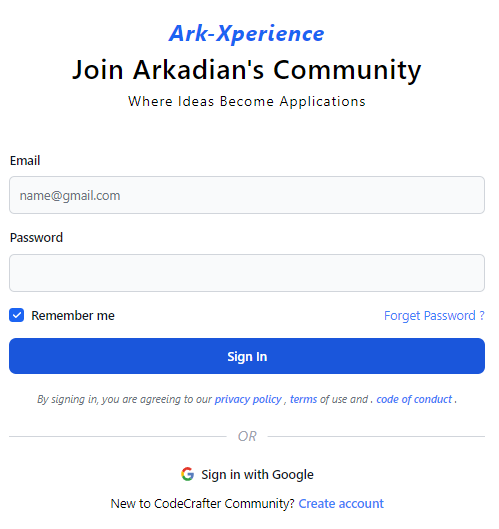 Ark-Xperience
Join Arkadian's Community
Where Ideas Become Applications
Email
name@gmail.com
Password
Remember me
Forget Password ?
Sign In
By signing in, you are agreeing to our privacy policy , terms of use and . code of conduct .
OR
Sign in with Google
New to CodeCrafter Community? Create account